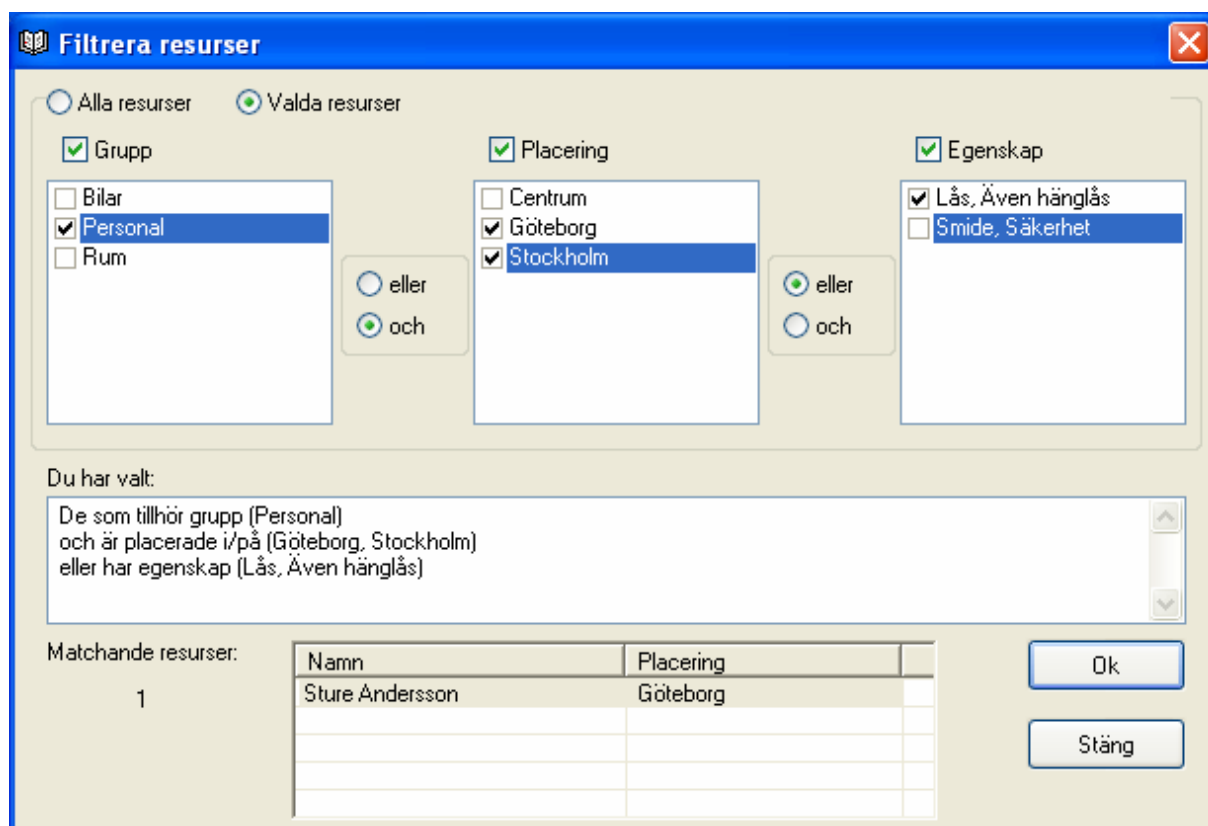 Filtrera resurser
Alla resurser Valda resurser
Grupp Placering Egenskap
Bilar Centrum Lås, Även hänglås
Personal Göteborg Smide, Säkerhet
Rum Stockholm
eller eller
och och
Du har valt:
De som tillhör grupp (Personal)
och är placerade i/på (Göteborg, Stockholm)
eller har egenskap (Lås, Även hänglås)
Matchande resurser: Namn Placering Ok
1 Sture Andersson Göteborg
Stäng